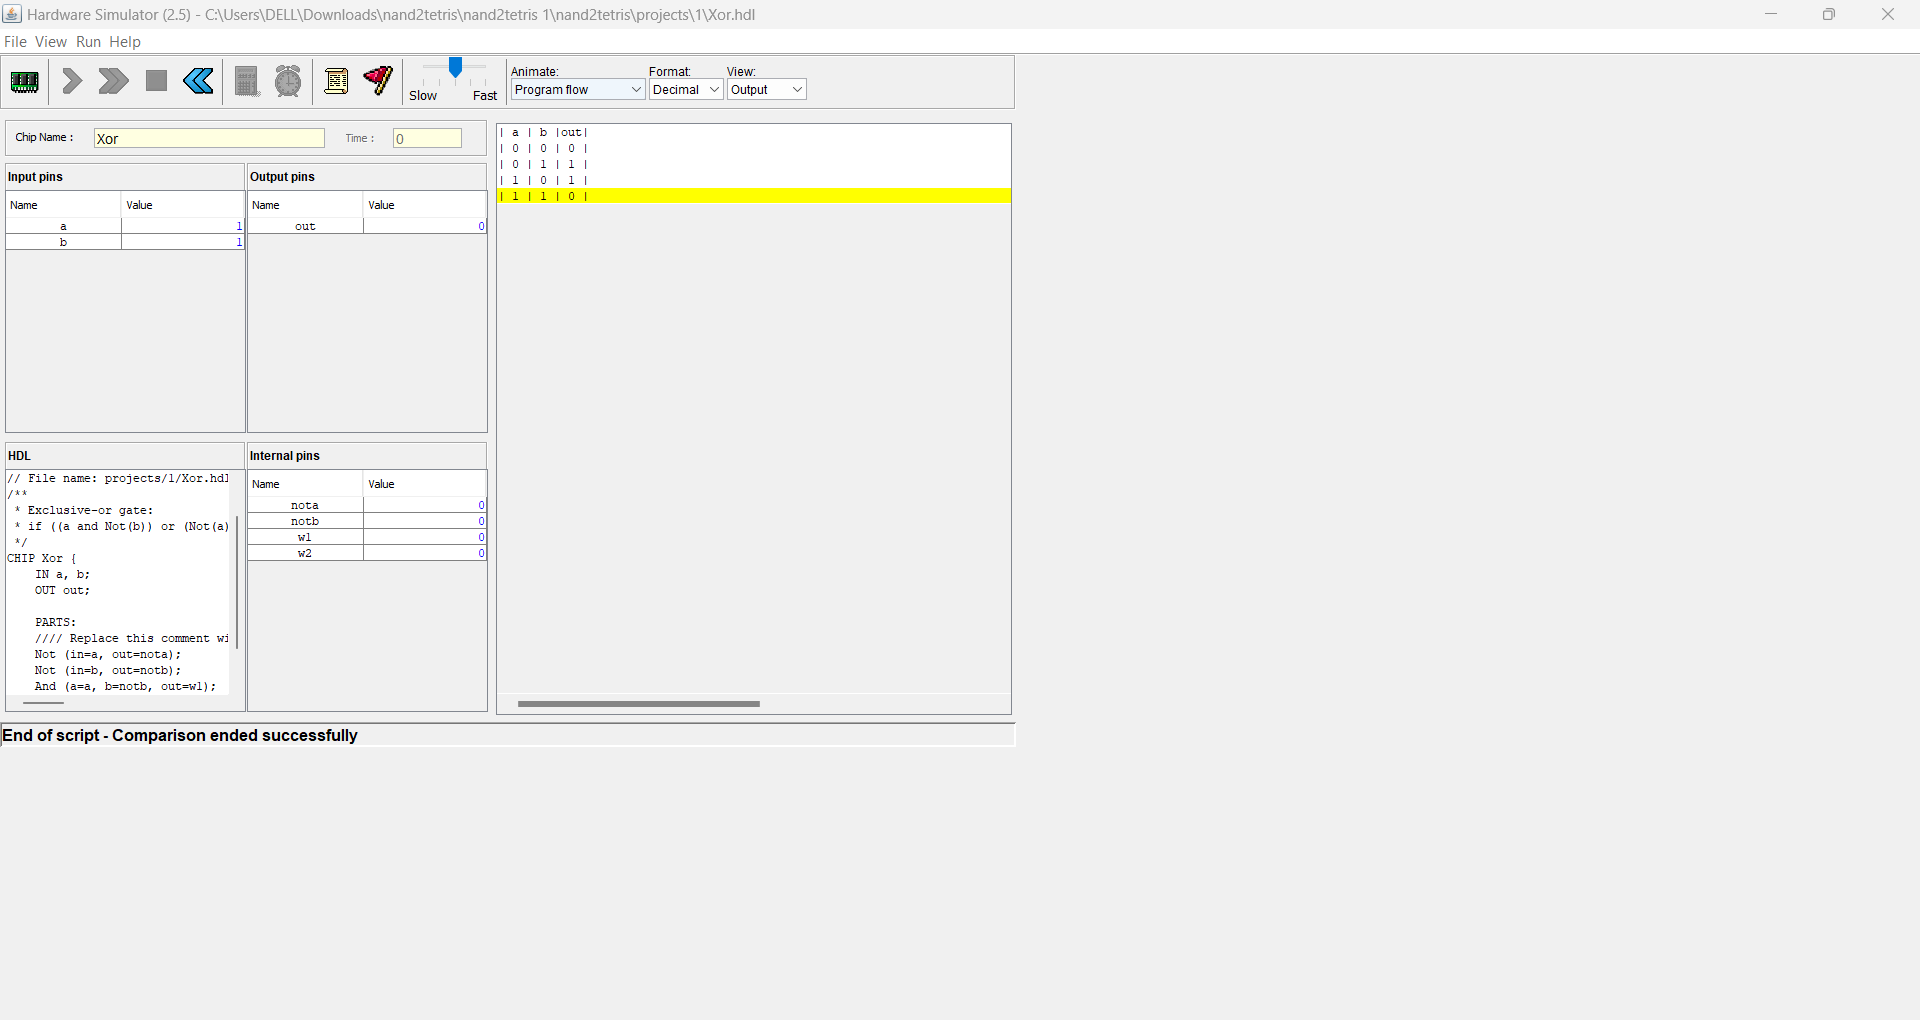 Hardware Simulator (2.5) - C:\Users\DELL\Downloads\nand2tetris\nand2tetris 1\nand2tetris\projects\1\Xor.hdl
File View Run Help
Slow Fast
Animate: Format: View:
Program flow Decimal Output
Chip Name : Xor Time : 0
Input pins
Name Value
a 1
b 1
Output pins
Name Value
out 0
HDL
// File name: projects/1/Xor.hdl
/**
* Exclusive-or gate:
* if ((a and Not(b)) or (Not(a)
*/
CHIP Xor {
IN a, b;
OUT out;
PARTS:
//// Replace this comment wi
Not (in=a, out=nota);
Not (in=b, out=notb);
And (a=a, b=notb, out=w1);
Internal pins
Name Value
nota 0
notb 0
w1 0
w2 0
| a | b |out|
| 0 | 0 | 0 |
| 0 | 1 | 1 |
| 1 | 0 | 1 |
| 1 | 1 | 0 |
End of script - Comparison ended successfully